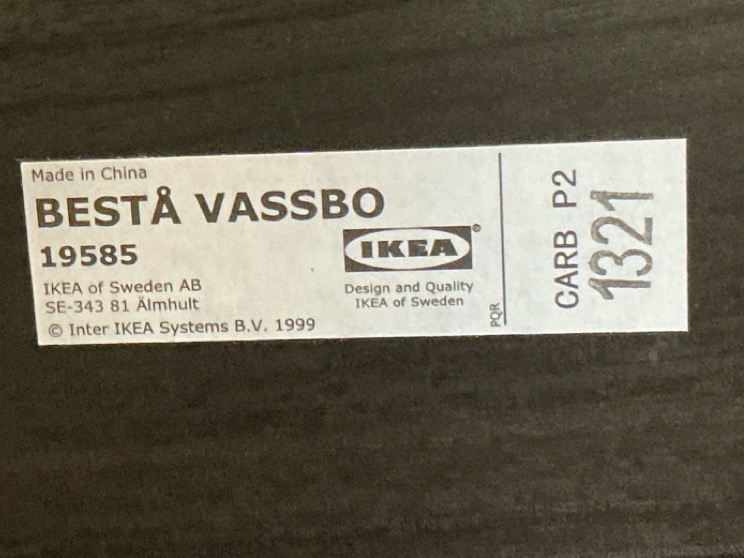 Made in China
BESTÅ VASSBO
19585
IKEA of Sweden AB
SE-343 81 Älmhult
© Inter IKEA Systems B.V. 1999
IKEA®
Design and Quality
IKEA of Sweden
PQR
CARB P2
1321